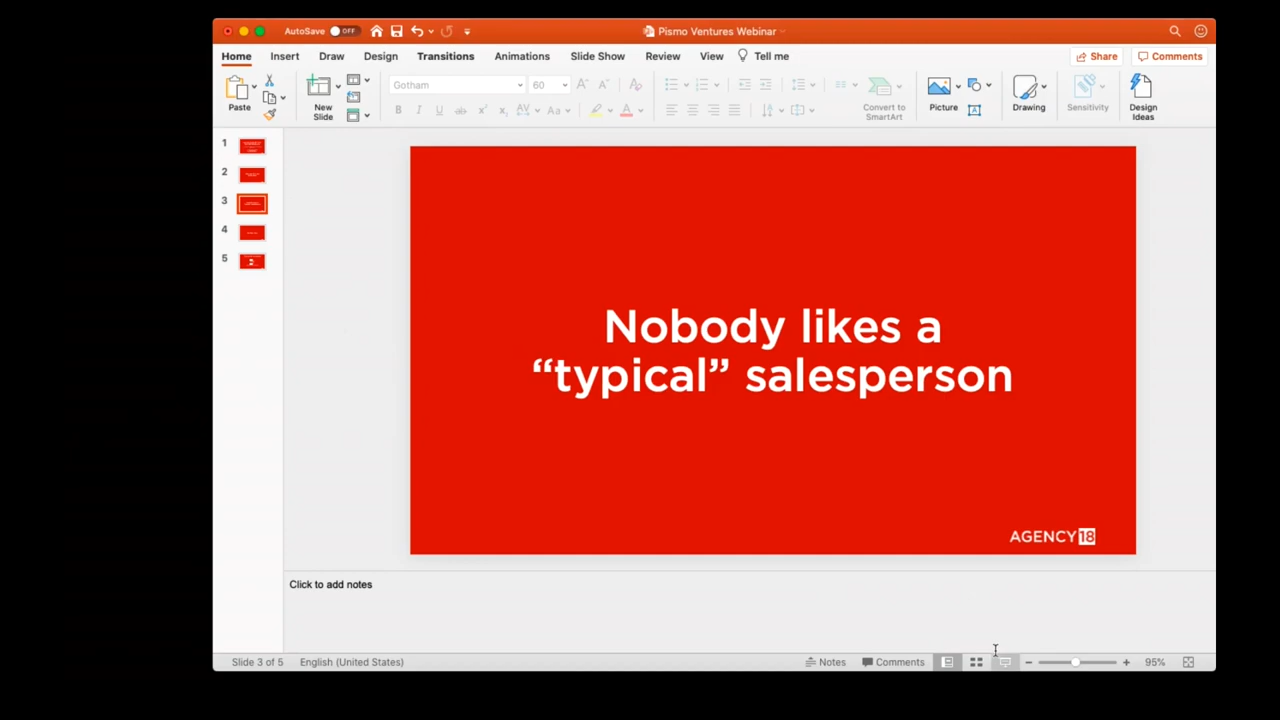 AutoSave OFF
Pismo Ventures Webinar
Home Insert Draw Design Transitions Animations Slide Show Review View Tell me
Share Comments
Paste
New
Slide
Gotham 60
Convert to
SmartArt
Picture
Drawing
Sensitivity
Design
Ideas
1
2
3
4
5
Nobody likes a
“typical” salesperson
AGENCY18
Click to add notes
Slide 3 of 5 English (United States) Notes Comments 95%